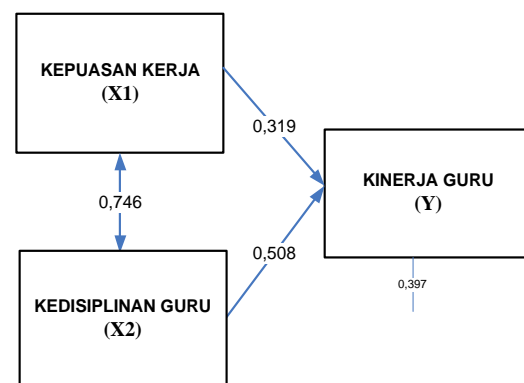 KEPUASAN KERJA
(X1)
0,319
KINERJA GURU
(Y)
0,746
0,508
0,397
KEDISIPLINAN GURU
(X2)